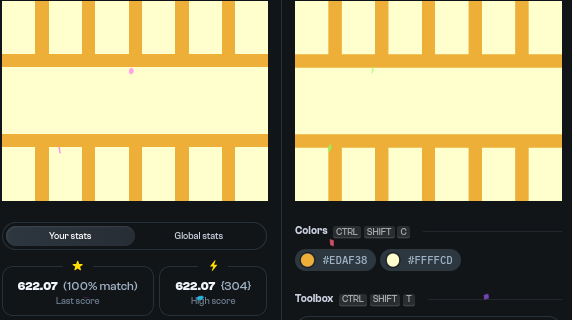 Your stats
Global stats
622.07 (100% match)
Last score
622.07 {304}
High score
Colors CTRL SHIFT C
#EDAF38
#FFFFCD
Toolbox CTRL SHIFT T